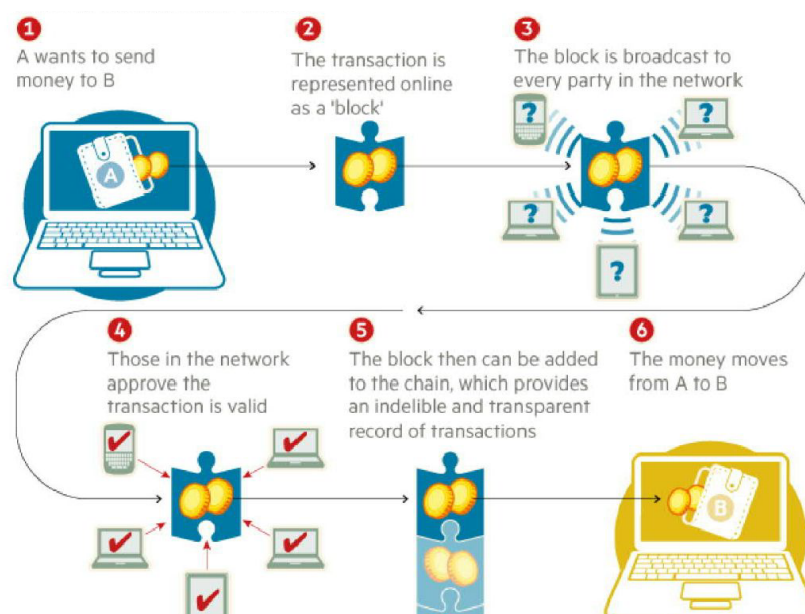 1
A wants to send
money to B
2
The transaction is
represented online
as a 'block'
3
The block is broadcast to
every party in the network
A
?
?
?
?
?
4
Those in the network
approve the
transaction is valid
5
The block then can be added
to the chain, which provides
an indelible and transparent
record of transactions
6
The money moves
from A to B
B